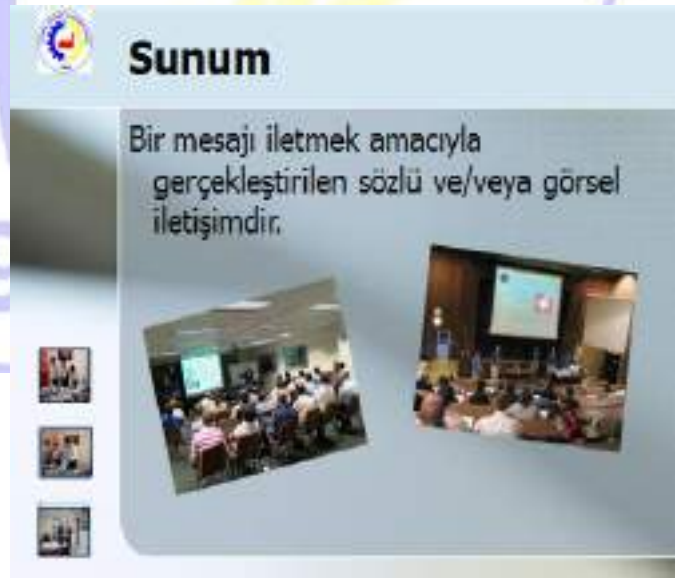 Sunum
Bir mesajı iletmek amacıyla
gerçekleştirilen sözlü ve/veya görsel
iletişimdir.